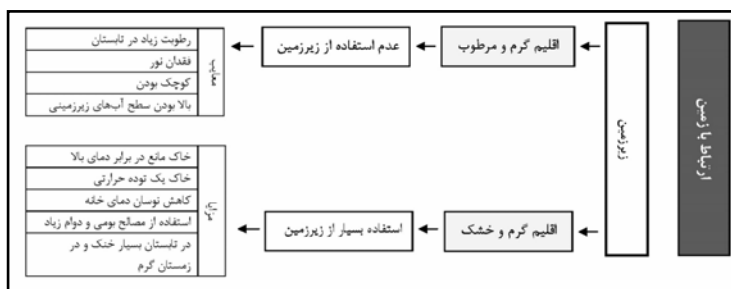 ارتباط با زمین
زیرزمین
اقلیم گرم و مرطوب
عدم استفاده از زیرزمین
معایب
رطوبت زیاد در تابستان
فقدان نور
کوچک بودن
بالا بودن سطح آب‌های زیرزمینی
اقلیم گرم و خشک
استفاده بسیار از زیرزمین
مزایا
خاک مانع در برابر دمای بالا
خاک یک توده حرارتی
کاهش نوسان دمای خانه
استفاده از مصالح بومی و دوام زیاد
در تابستان بسیار خنک و در
زمستان گرم